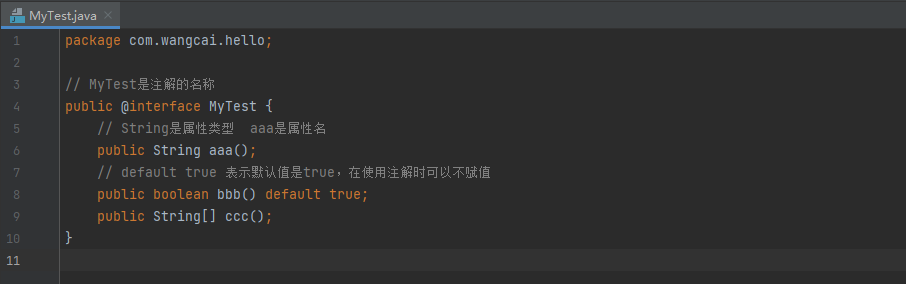 MyTest.java
1 package com.wangcai.hello;
2
3 // MyTest是注解的名称
4 public @interface MyTest {
5 // String是属性类型  aaa是属性名
6 public String aaa();
7 // default true 表示默认值是true，在使用注解时可以不赋值
8 public boolean bbb() default true;
9 public String[] ccc();
10 }
11